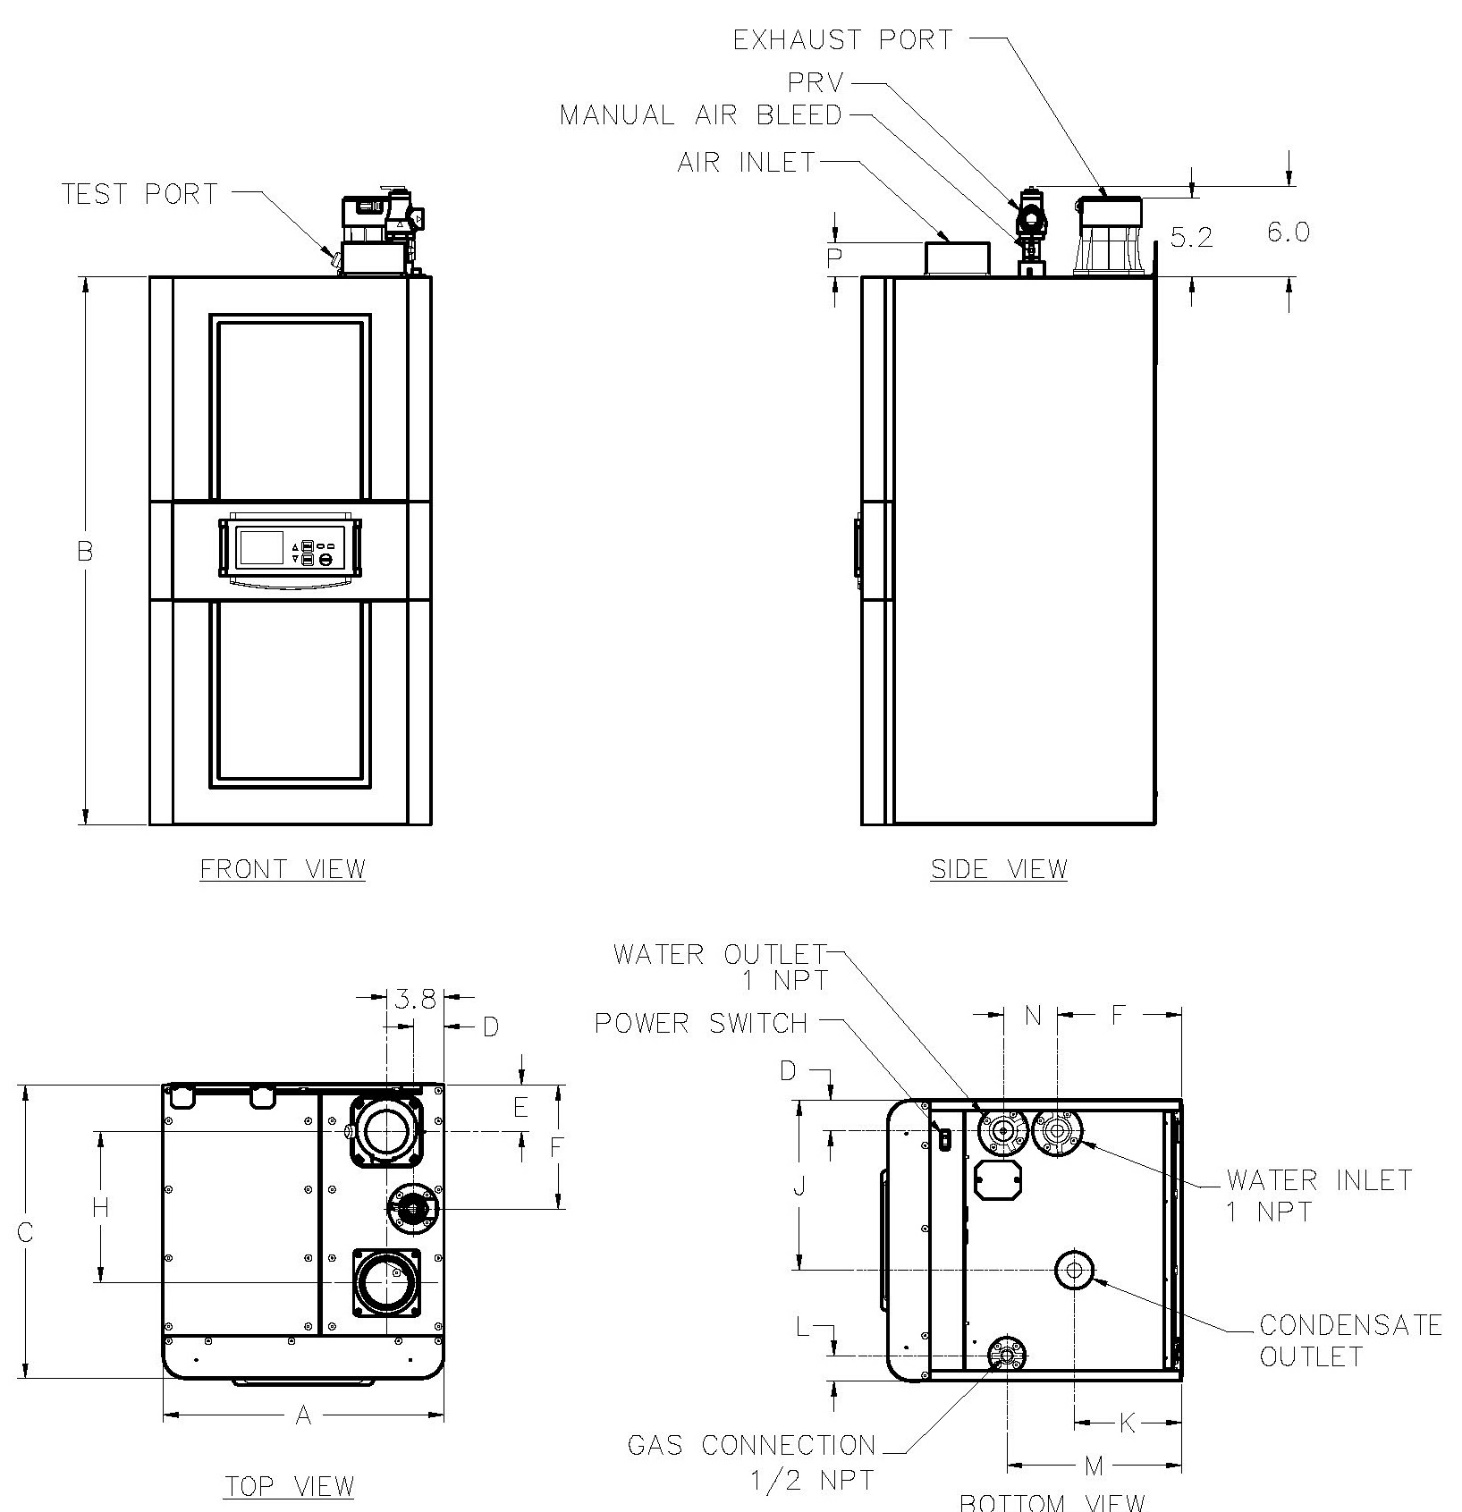 EXHAUST PORT
PRV
MANUAL AIR BLEED
AIR INLET
TEST PORT
P
5.2
6.0
B
FRONT VIEW
SIDE VIEW
WATER OUTLET
1 NPT
POWER SWITCH
3.8
D
N
F
D
E
F
H
C
J
WATER INLET
1 NPT
L
CONDENSATE
OUTLET
A
K
GAS CONNECTION
1/2 NPT
M
TOP VIEW
BOTTOM VIEW